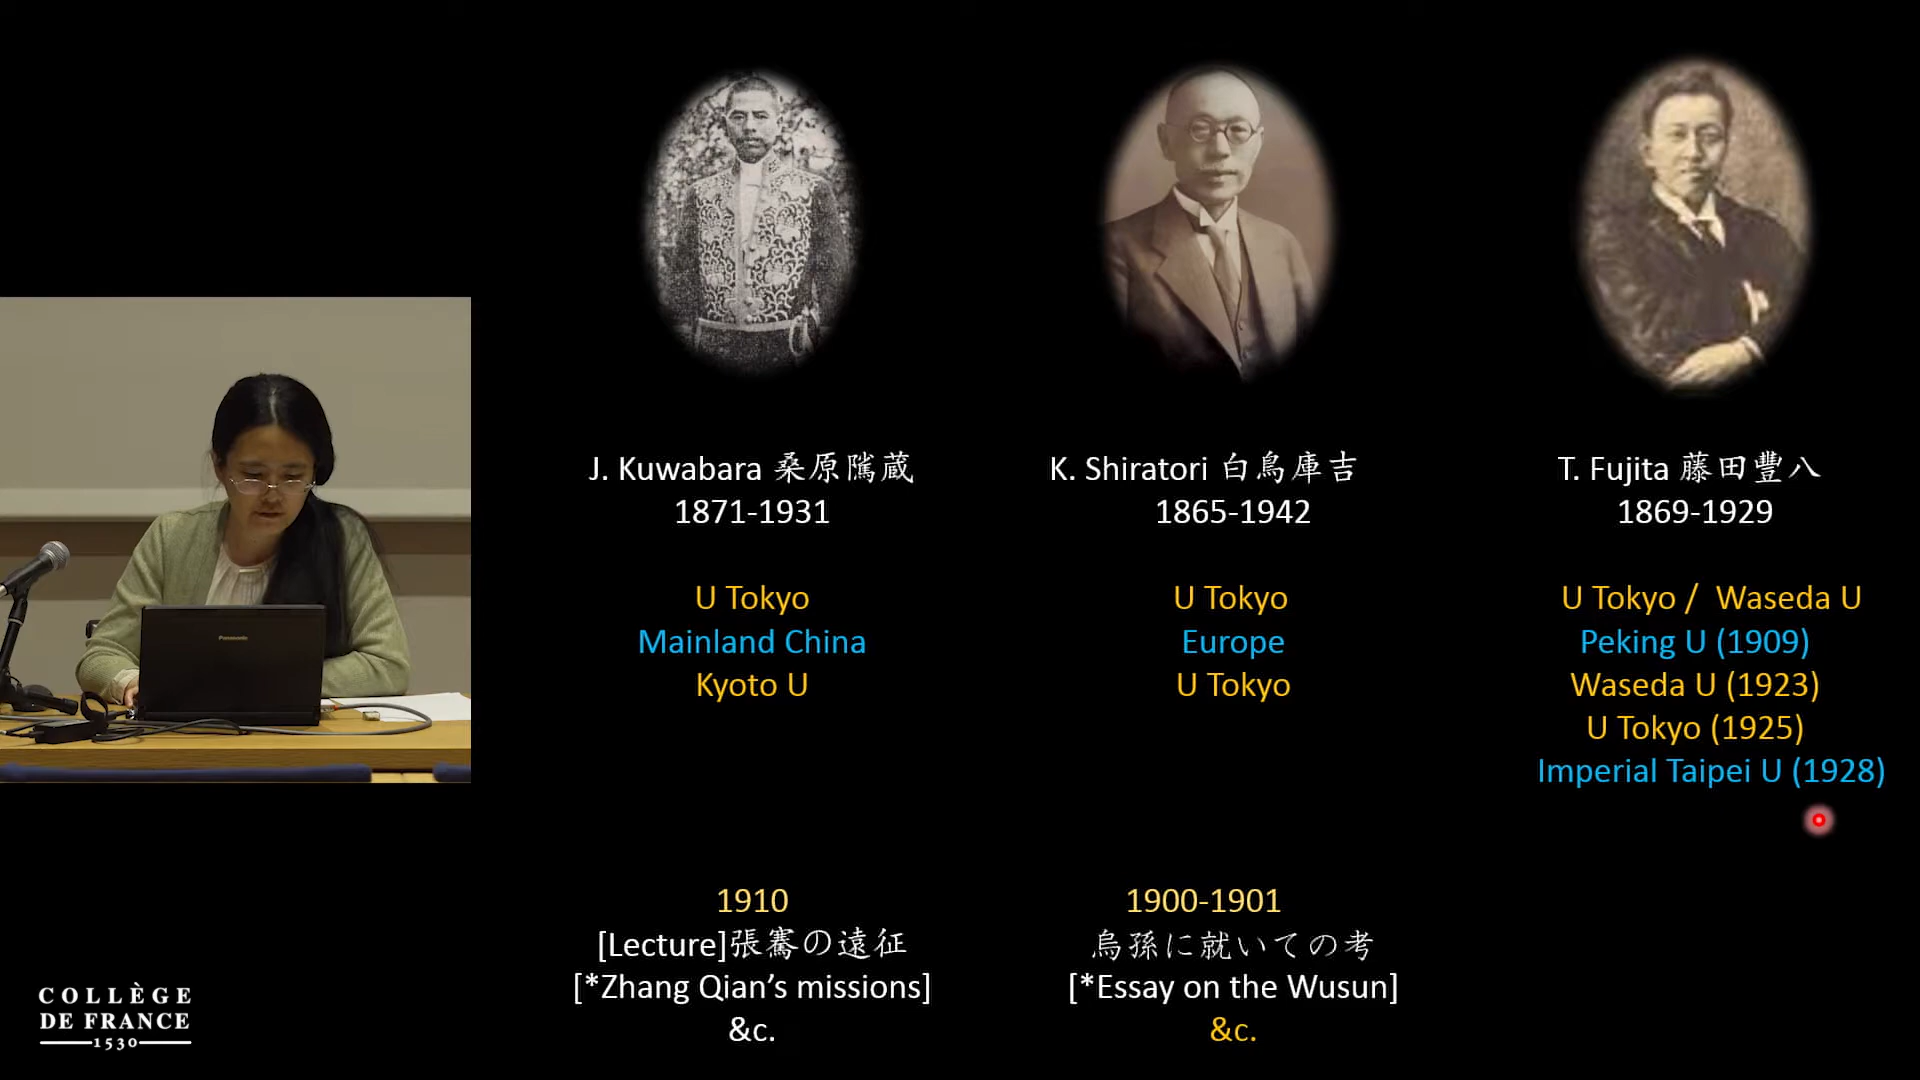 J. Kuwabara 桑原隲蔵
1871-1931
U Tokyo
Mainland China
Kyoto U
1910
[Lecture]張騫の遠征
[*Zhang Qian’s missions]
&c.
K. Shiratori 白鳥庫吉
1865-1942
U Tokyo
Europe
U Tokyo
1900-1901
烏孫に就いての考
[*Essay on the Wusun]
&c.
T. Fujita 藤田豐八
1869-1929
U Tokyo / Waseda U
Peking U (1909)
Waseda U (1923)
U Tokyo (1925)
Imperial Taipei U (1928)
Panasonic
COLLÈGE
DE FRANCE
1530